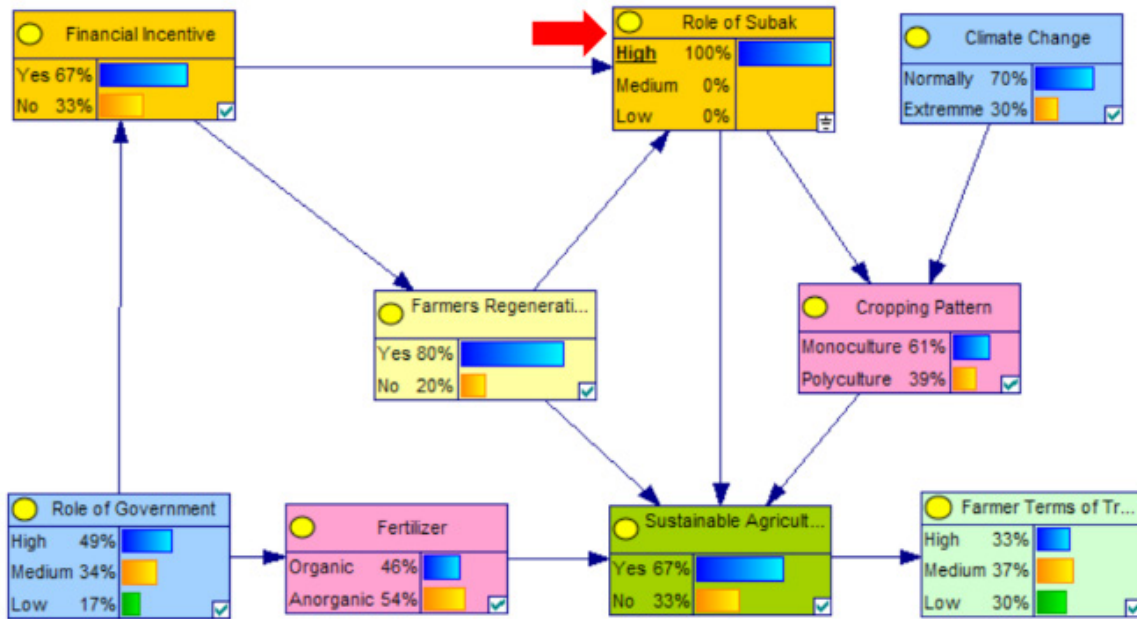 Financial Incentive
Yes 67%
No 33%
Role of Subak
High 100%
Medium 0%
Low 0%
Climate Change
Normally 70%
Extremme 30%
Farmers Regenerati...
Yes 80%
No 20%
Cropping Pattern
Monoculture 61%
Polyculture 39%
Role of Government
High 49%
Medium 34%
Low 17%
Fertilizer
Organic 46%
Anorganic 54%
Sustainable Agricult...
Yes 67%
No 33%
Farmer Terms of Tr...
High 33%
Medium 37%
Low 30%